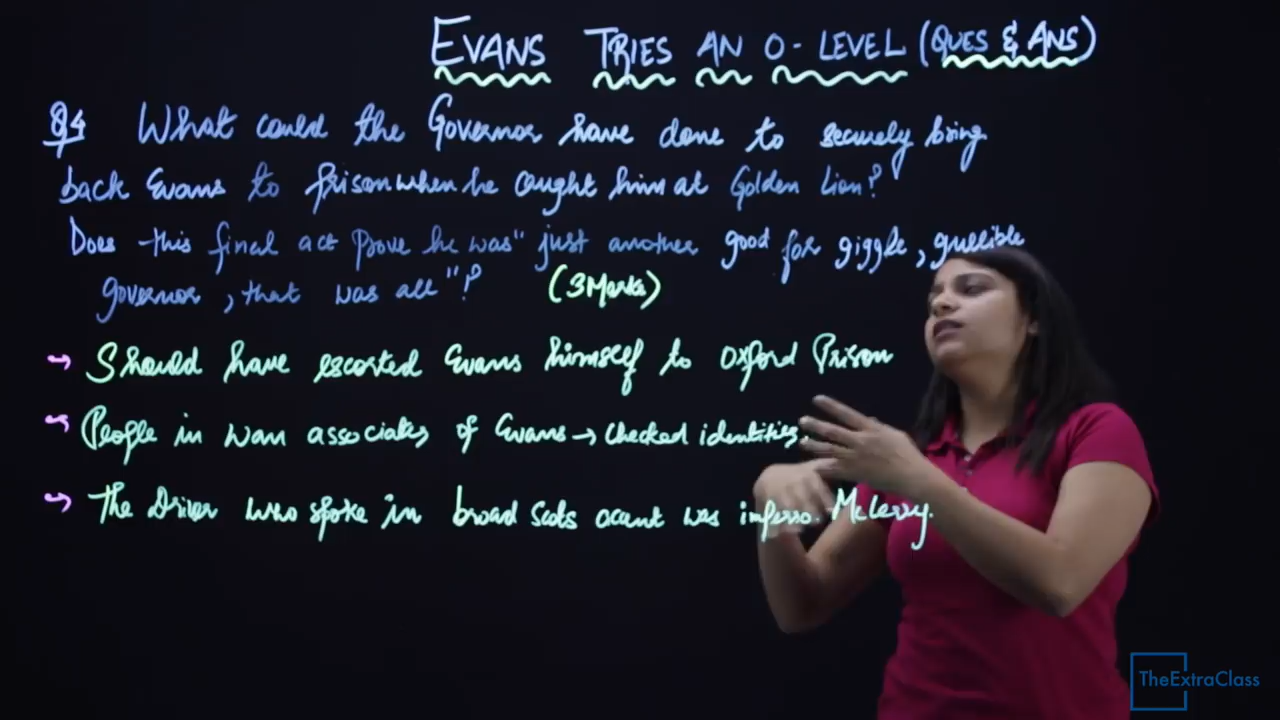 EVANS TRIES AN O-LEVEL (QUES & ANS)
Q4 What could the Governor have done to securely bring
back Evans to prison when he caught him at Golden Lion?
Does this final act prove he was "just another good for giggle, gullible
governor, that was all"? (3 Marks)
→ Should have escorted Evans himself to Oxford Prison
→ People in wan associates of Evans → checked identities.
→ The Driver who spoke in broad Scots accent was Mcleery.
TheExtraClass